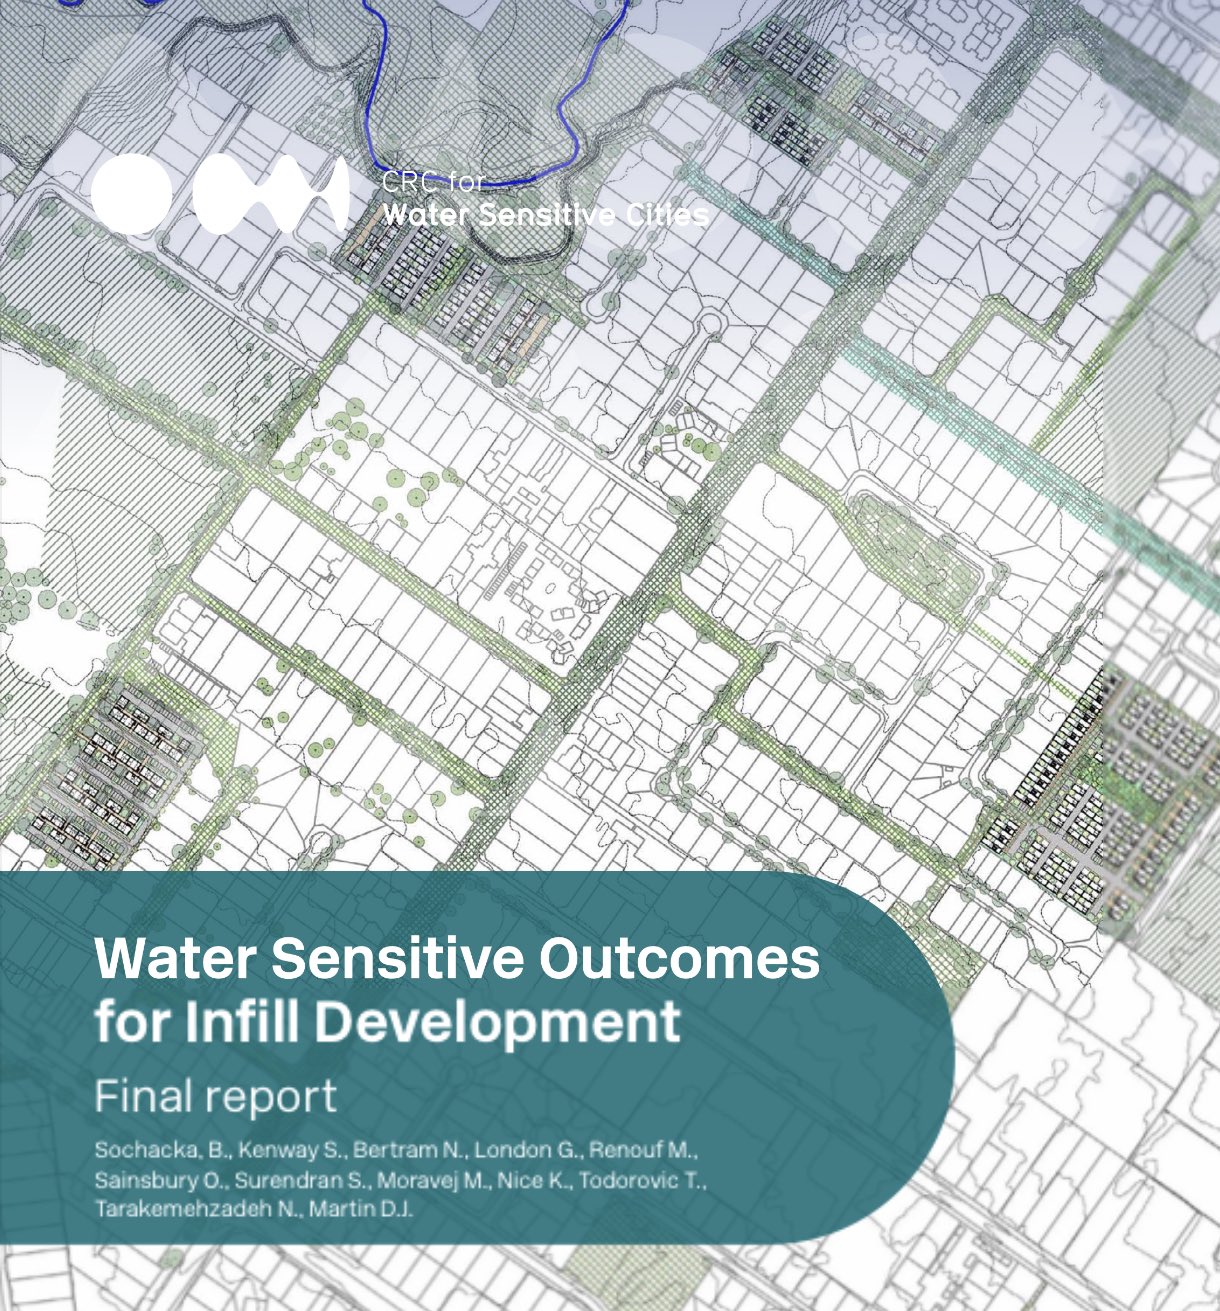 CRC for
Water Sensitive Cities
Water Sensitive Outcomes
for Infill Development
Final report
Sochacka, B., Kenway S., Bertram N., London G., Renouf M.,
Sainsbury O., Surendran S., Moravej M., Nice K., Todorovic T.,
Tarakemehzadeh N., Martin D.J.